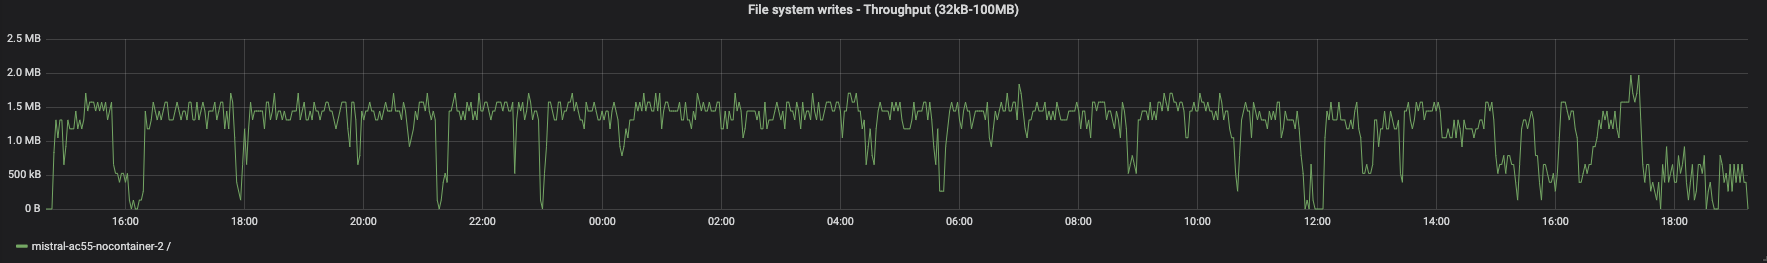 File system writes - Throughput (32kB-100MB)
2.5 MB
2.0 MB
1.5 MB
1.0 MB
500 kB
0 B
16:00 18:00 20:00 22:00 00:00 02:00 04:00 06:00 08:00 10:00 12:00 14:00 16:00 18:00
mistral-ac55-nocontainer-2 /